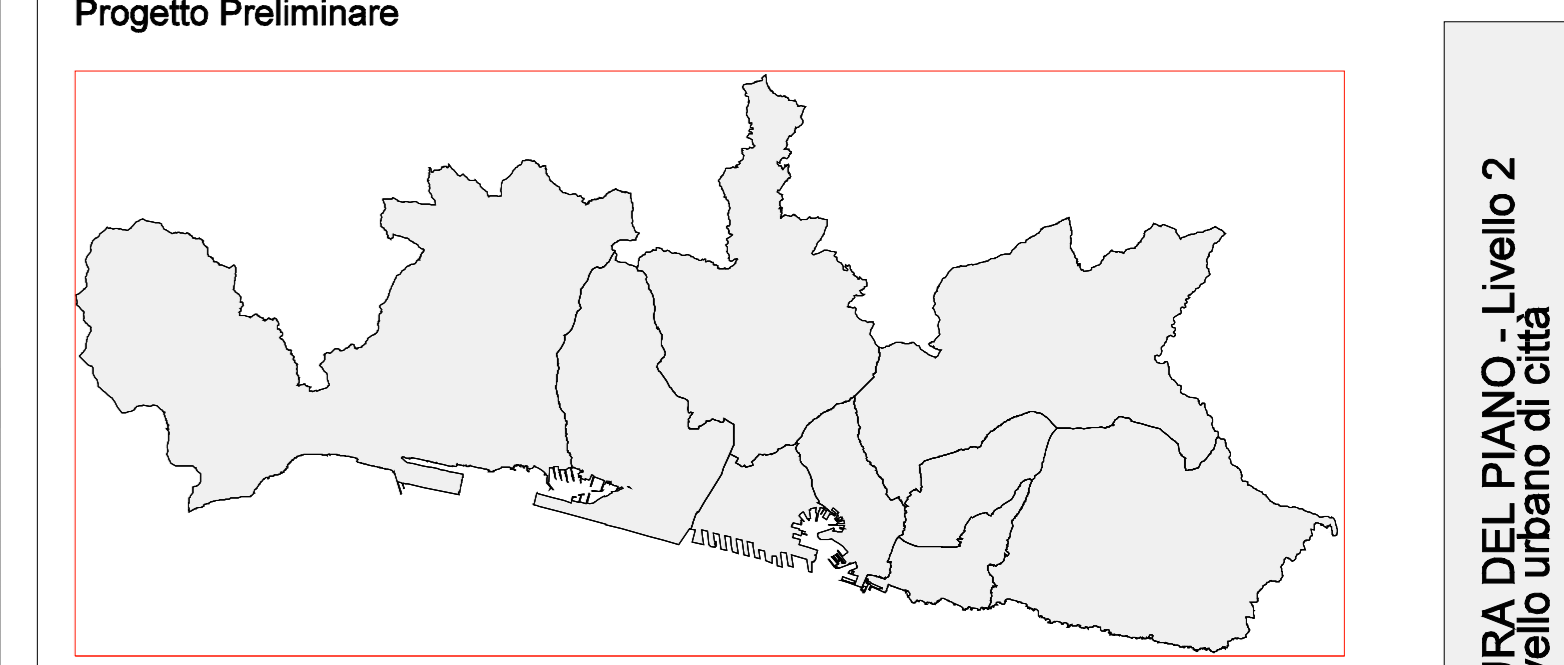 Progetto Preliminare
URA DEL PIANO - Livello 2
vello urbano di città